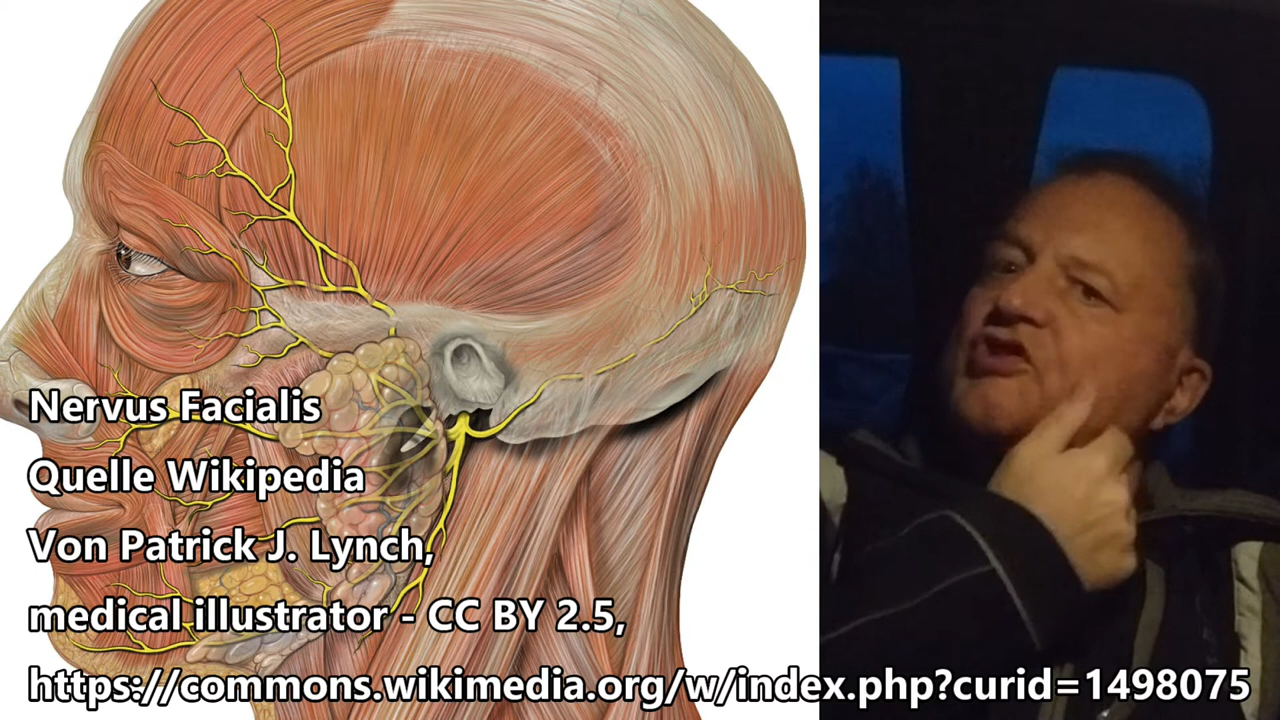 Nervus Facialis
Quelle Wikipedia
Von Patrick J. Lynch,
medical illustrator - CC BY 2.5,
https://commons.wikimedia.org/w/index.php?curid=1498075